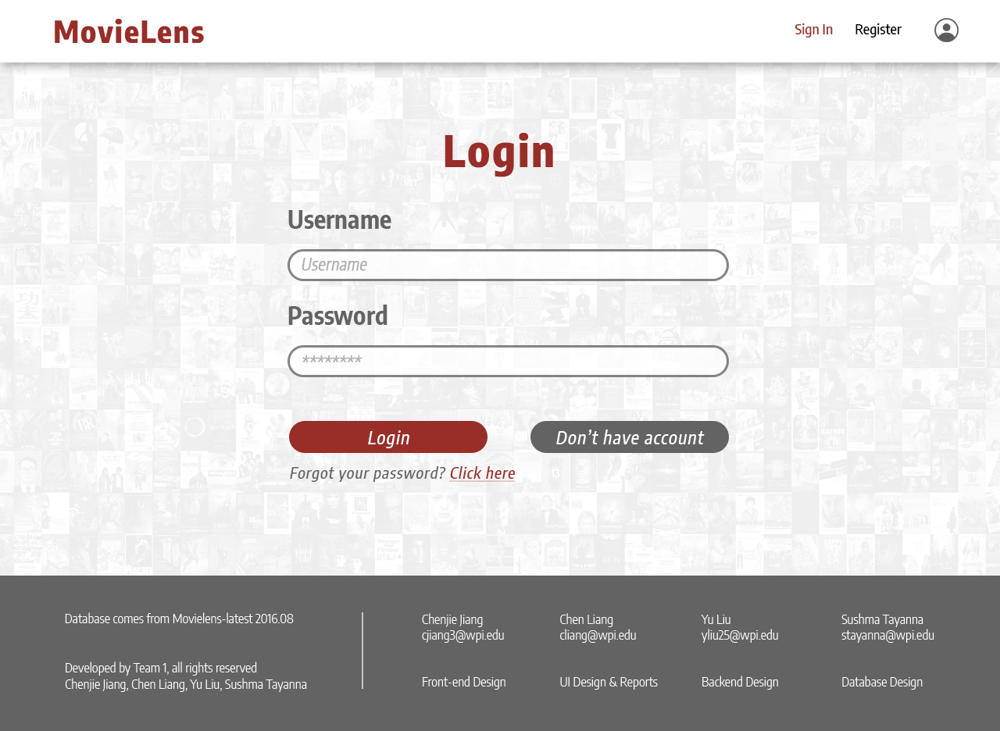 MovieLens
Sign In
Register
Login
Username
Username
Password
********
Login
Don’t have account
Forgot your password? Click here
Database comes from Movielens-latest 2016.08
Developed by Team 1, all rights reserved
Chenjie Jiang, Chen Liang, Yu Liu, Sushma Tayanna
Chenjie Jiang
cjiang3@wpi.edu
Front-end Design
Chen Liang
cliang@wpi.edu
UI Design & Reports
Yu Liu
yliu25@wpi.edu
Backend Design
Sushma Tayanna
stayanna@wpi.edu
Database Design